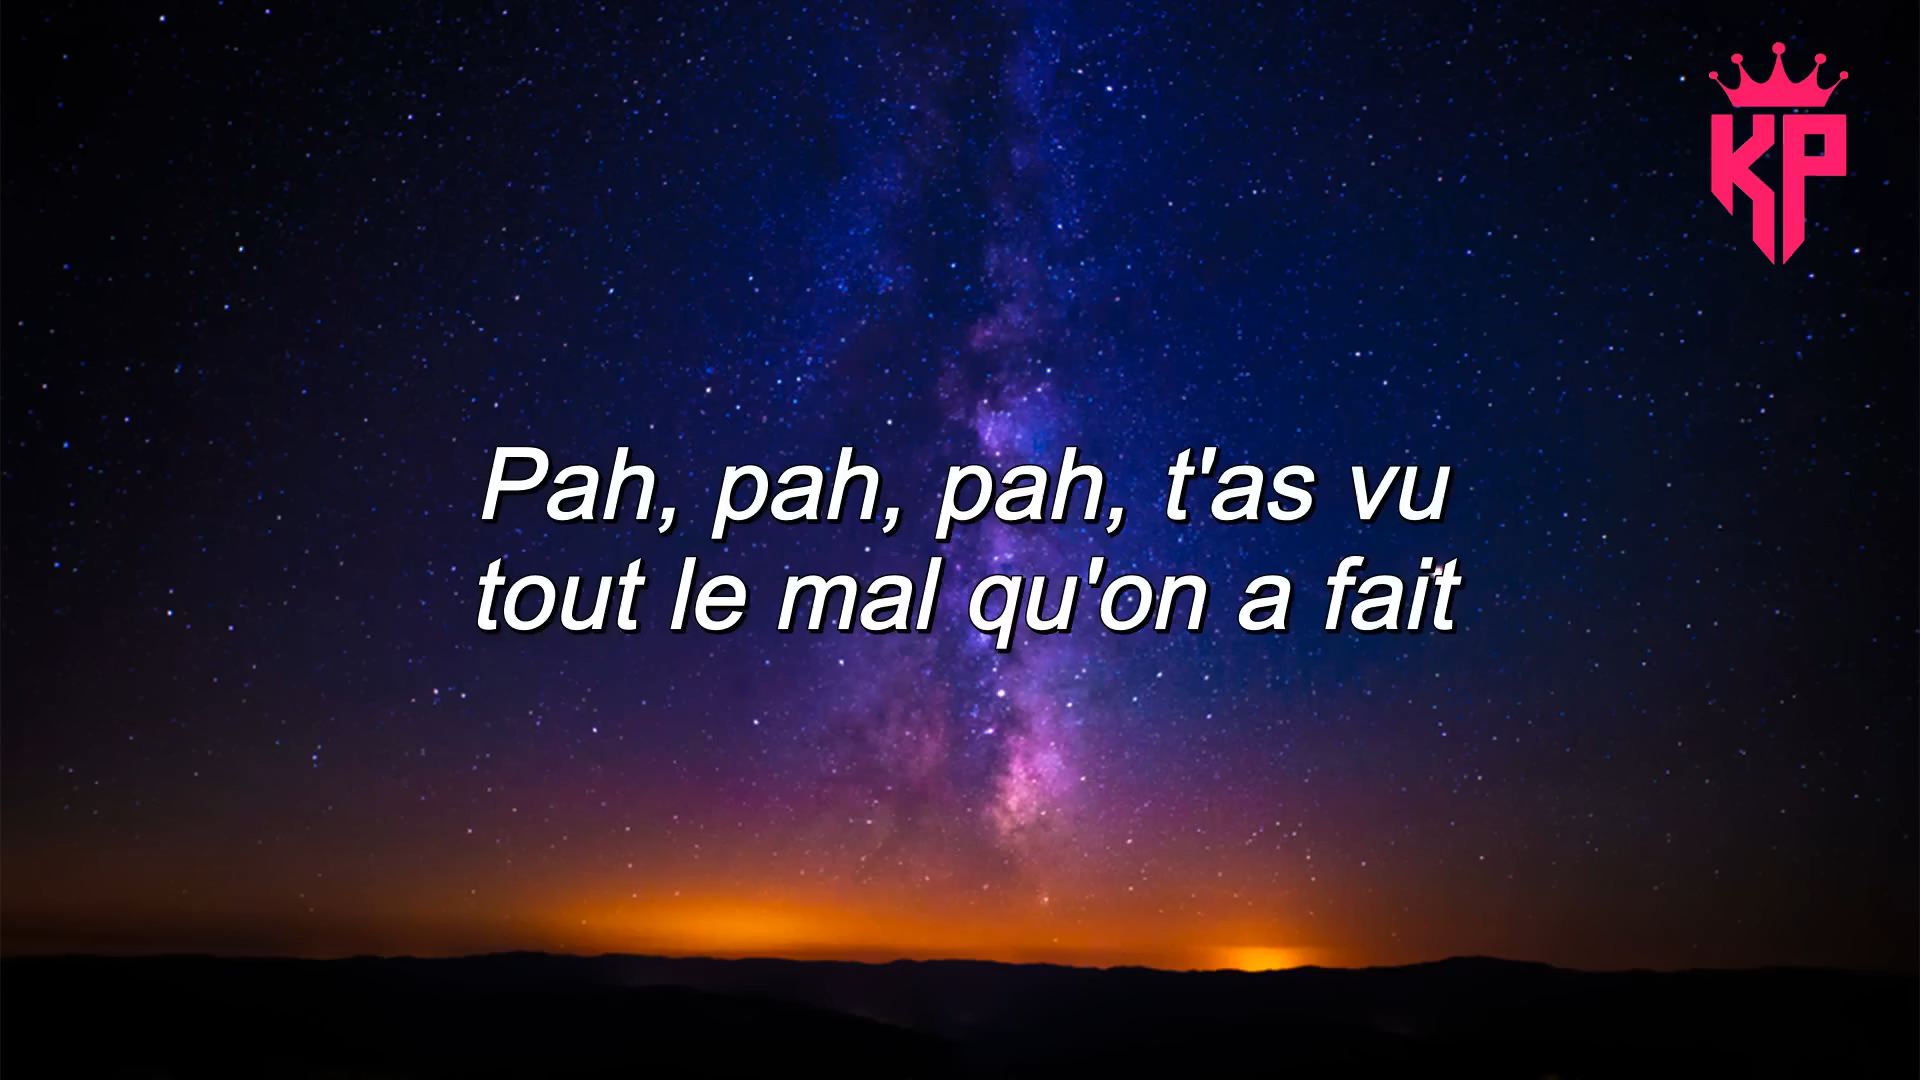 KP
Pah, pah, pah, t'as vu
tout le mal qu'on a fait